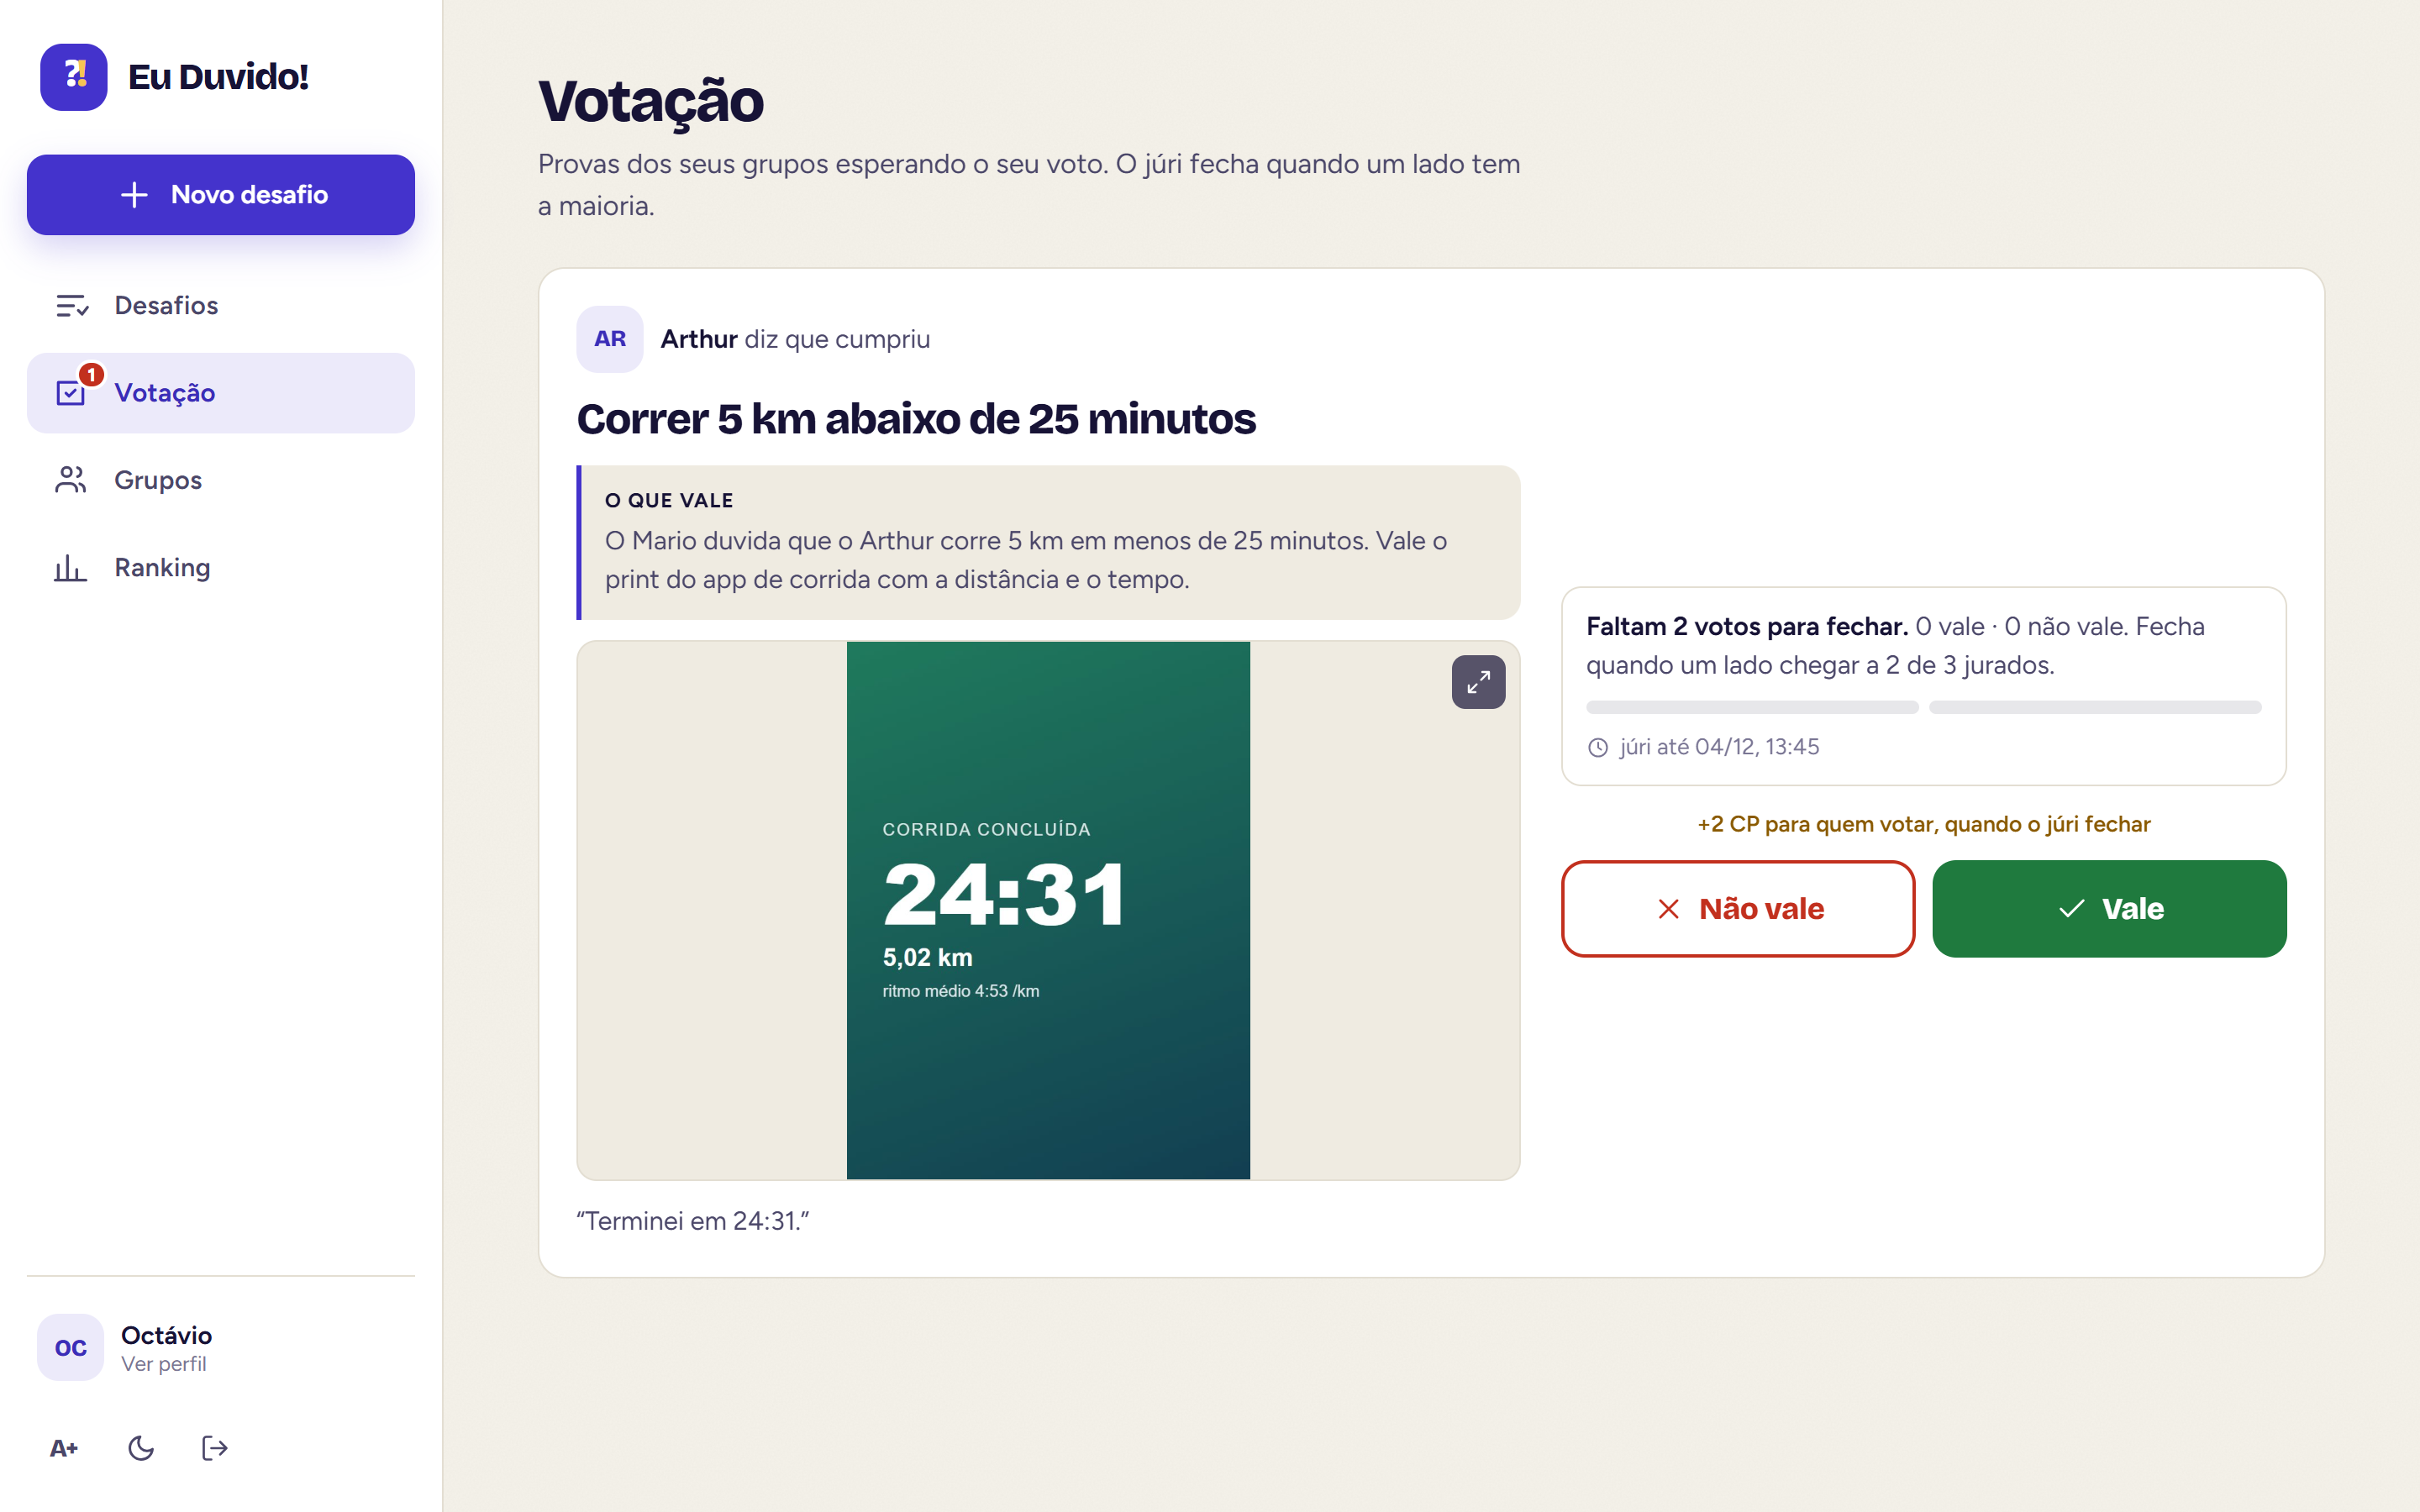 ?!
Eu Duvido!
Novo desafio
Desafios
1
Votação
Grupos
Ranking
OC
Octávio
Ver perfil
A+
Votação
Provas dos seus grupos esperando o seu voto. O júri fecha quando um lado tem
a maioria.
AR
Arthur diz que cumpriu
Correr 5 km abaixo de 25 minutos
O QUE VALE
O Mario duvida que o Arthur corre 5 km em menos de 25 minutos. Vale o
print do app de corrida com a distância e o tempo.
CORRIDA CONCLUÍDA
24:31
5,02 km
ritmo médio 4:53 /km
“Terminei em 24:31.”
Faltam 2 votos para fechar. 0 vale · 0 não vale. Fecha
quando um lado chegar a 2 de 3 jurados.
júri até 04/12, 13:45
+2 CP para quem votar, quando o júri fechar
Não vale
Vale